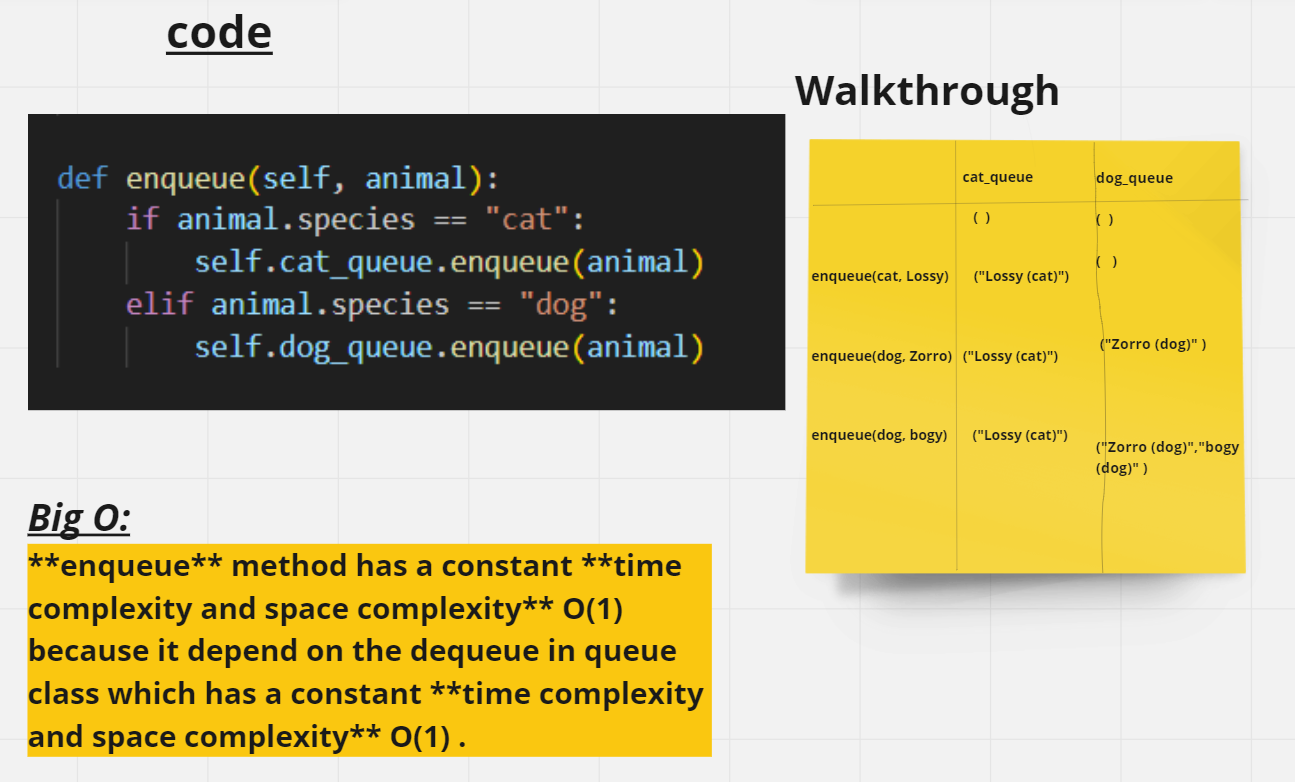 code
def enqueue(self, animal):
if animal.species == "cat":
self.cat_queue.enqueue(animal)
elif animal.species == "dog":
self.dog_queue.enqueue(animal)
Big O:
**enqueue** method has a constant **time
complexity and space complexity** O(1)
because it depend on the dequeue in queue
class which has a constant **time complexity
and space complexity** O(1) .
Walkthrough
cat_queue dog_queue
( ) ( )
( )
enqueue(cat, Lossy) ("Lossy (cat)")
enqueue(dog, Zorro) ("Lossy (cat)") ("Zorro (dog)" )
enqueue(dog, bogy) ("Lossy (cat)") ("Zorro (dog)","bogy
(dog)" )